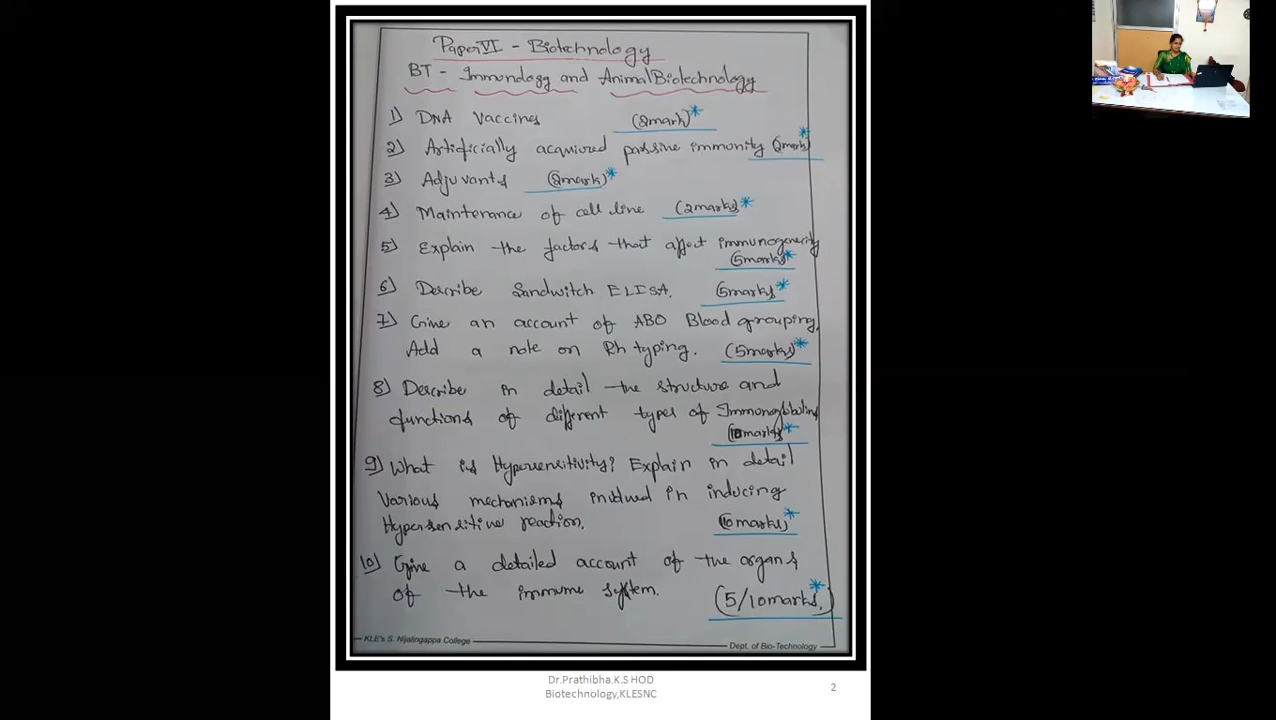 Paper VI - Biotechnology
BT - Immunology and Animal Biotechnology
1) DNA Vaccines (2mark)*
2) Artificially acquired passive immunity (2mark)*
3) Adjuvants (2mark)*
4) Maintenance of cell line (2marks)*
5) Explain the factors that affect immunogenicity
(5marks)*
6) Describe Sandwitch ELISA. (5marks)*
7) Give an account of ABO Blood grouping.
Add a note on Rh typing. (5marks)*
8) Describe in detail the structure and
functions of different types of Immunoglobulins
(10marks)*
9) What is Hypersensitivity? Explain in detail
various mechanisms involved in inducing
Hypersensitive reaction. (10marks)*
10) Give a detailed account of the organs
of the immune system. (5/10marks.)*
KLE's S. Nijalingappa College
Dept. of Bio-Technology
Dr.Prathibha.K.S HOD
Biotechnology,KLESNC
2